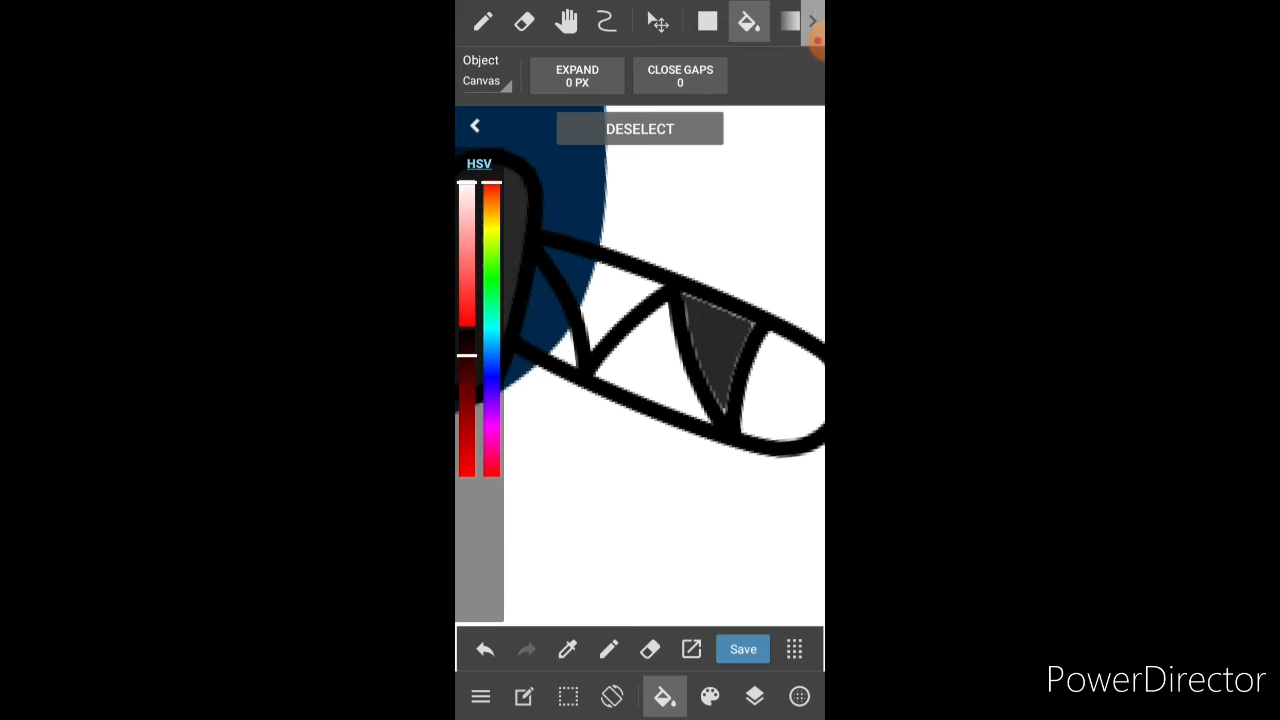 Object
Canvas
EXPAND
0 PX
CLOSE GAPS
0
DESELECT
HSV
Save
PowerDirector